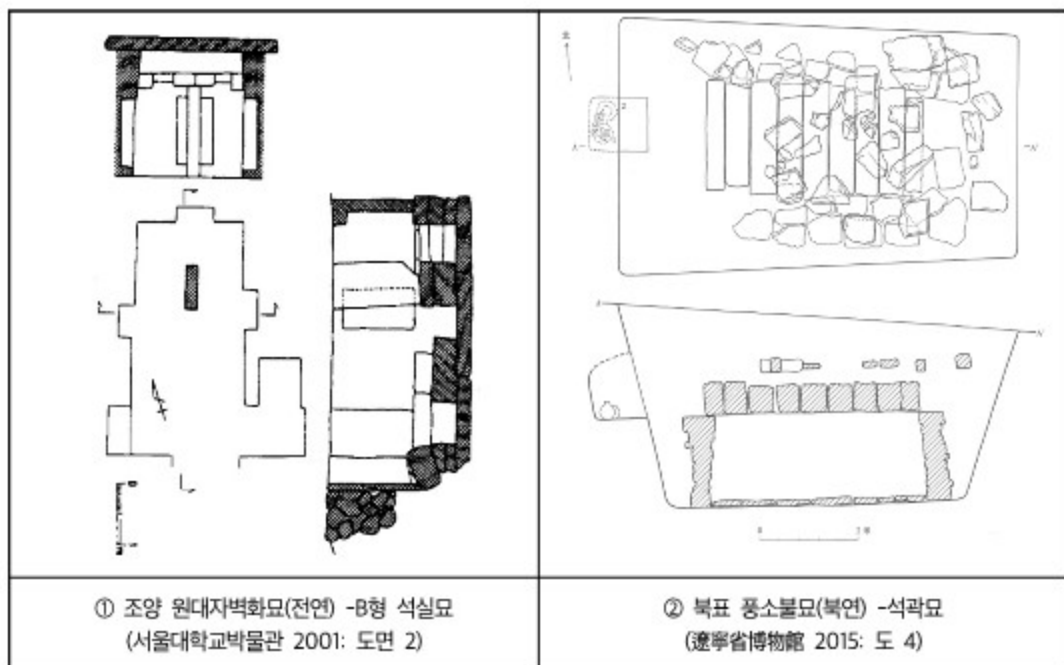 ① 조양 원대자벽화묘(전연) -B형 석실묘
(서울대학교박물관 2001: 도면 2)
② 북표 풍소불묘(북연) -석곽묘
(遼寧省博物館 2015: 도 4)